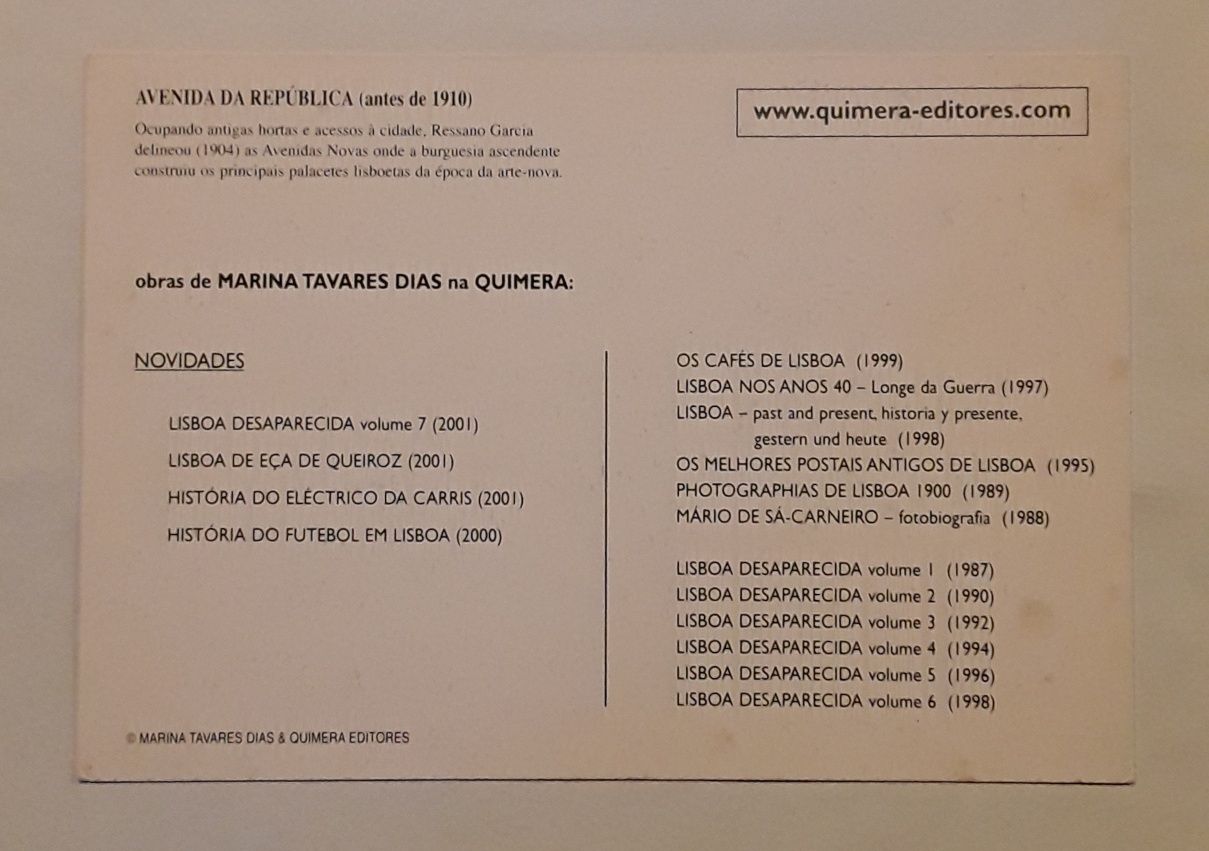 AVENIDA DA REPÚBLICA (antes de 1910)
Ocupando antigas hortas e acessos à cidade, Ressano Garcia
delineou (1904) as Avenidas Novas onde a burguesia ascendente
construiu os principais palacetes lisboetas da época da arte-nova.
www.quimera-editores.com
obras de MARINA TAVARES DIAS na QUIMERA:
NOVIDADES
LISBOA DESAPARECIDA volume 7 (2001)
LISBOA DE EÇA DE QUEIROZ (2001)
HISTÓRIA DO ELÉCTRICO DA CARRIS (2001)
HISTÓRIA DO FUTEBOL EM LISBOA (2000)
OS CAFÉS DE LISBOA (1999)
LISBOA NOS ANOS 40 – Longe da Guerra (1997)
LISBOA – past and present, historia y presente,
gestern und heute (1998)
OS MELHORES POSTAIS ANTIGOS DE LISBOA (1995)
PHOTOGRAPHIAS DE LISBOA 1900 (1989)
MÁRIO DE SÁ-CARNEIRO – fotobiografia (1988)
LISBOA DESAPARECIDA volume 1 (1987)
LISBOA DESAPARECIDA volume 2 (1990)
LISBOA DESAPARECIDA volume 3 (1992)
LISBOA DESAPARECIDA volume 4 (1994)
LISBOA DESAPARECIDA volume 5 (1996)
LISBOA DESAPARECIDA volume 6 (1998)
© MARINA TAVARES DIAS & QUIMERA EDITORES